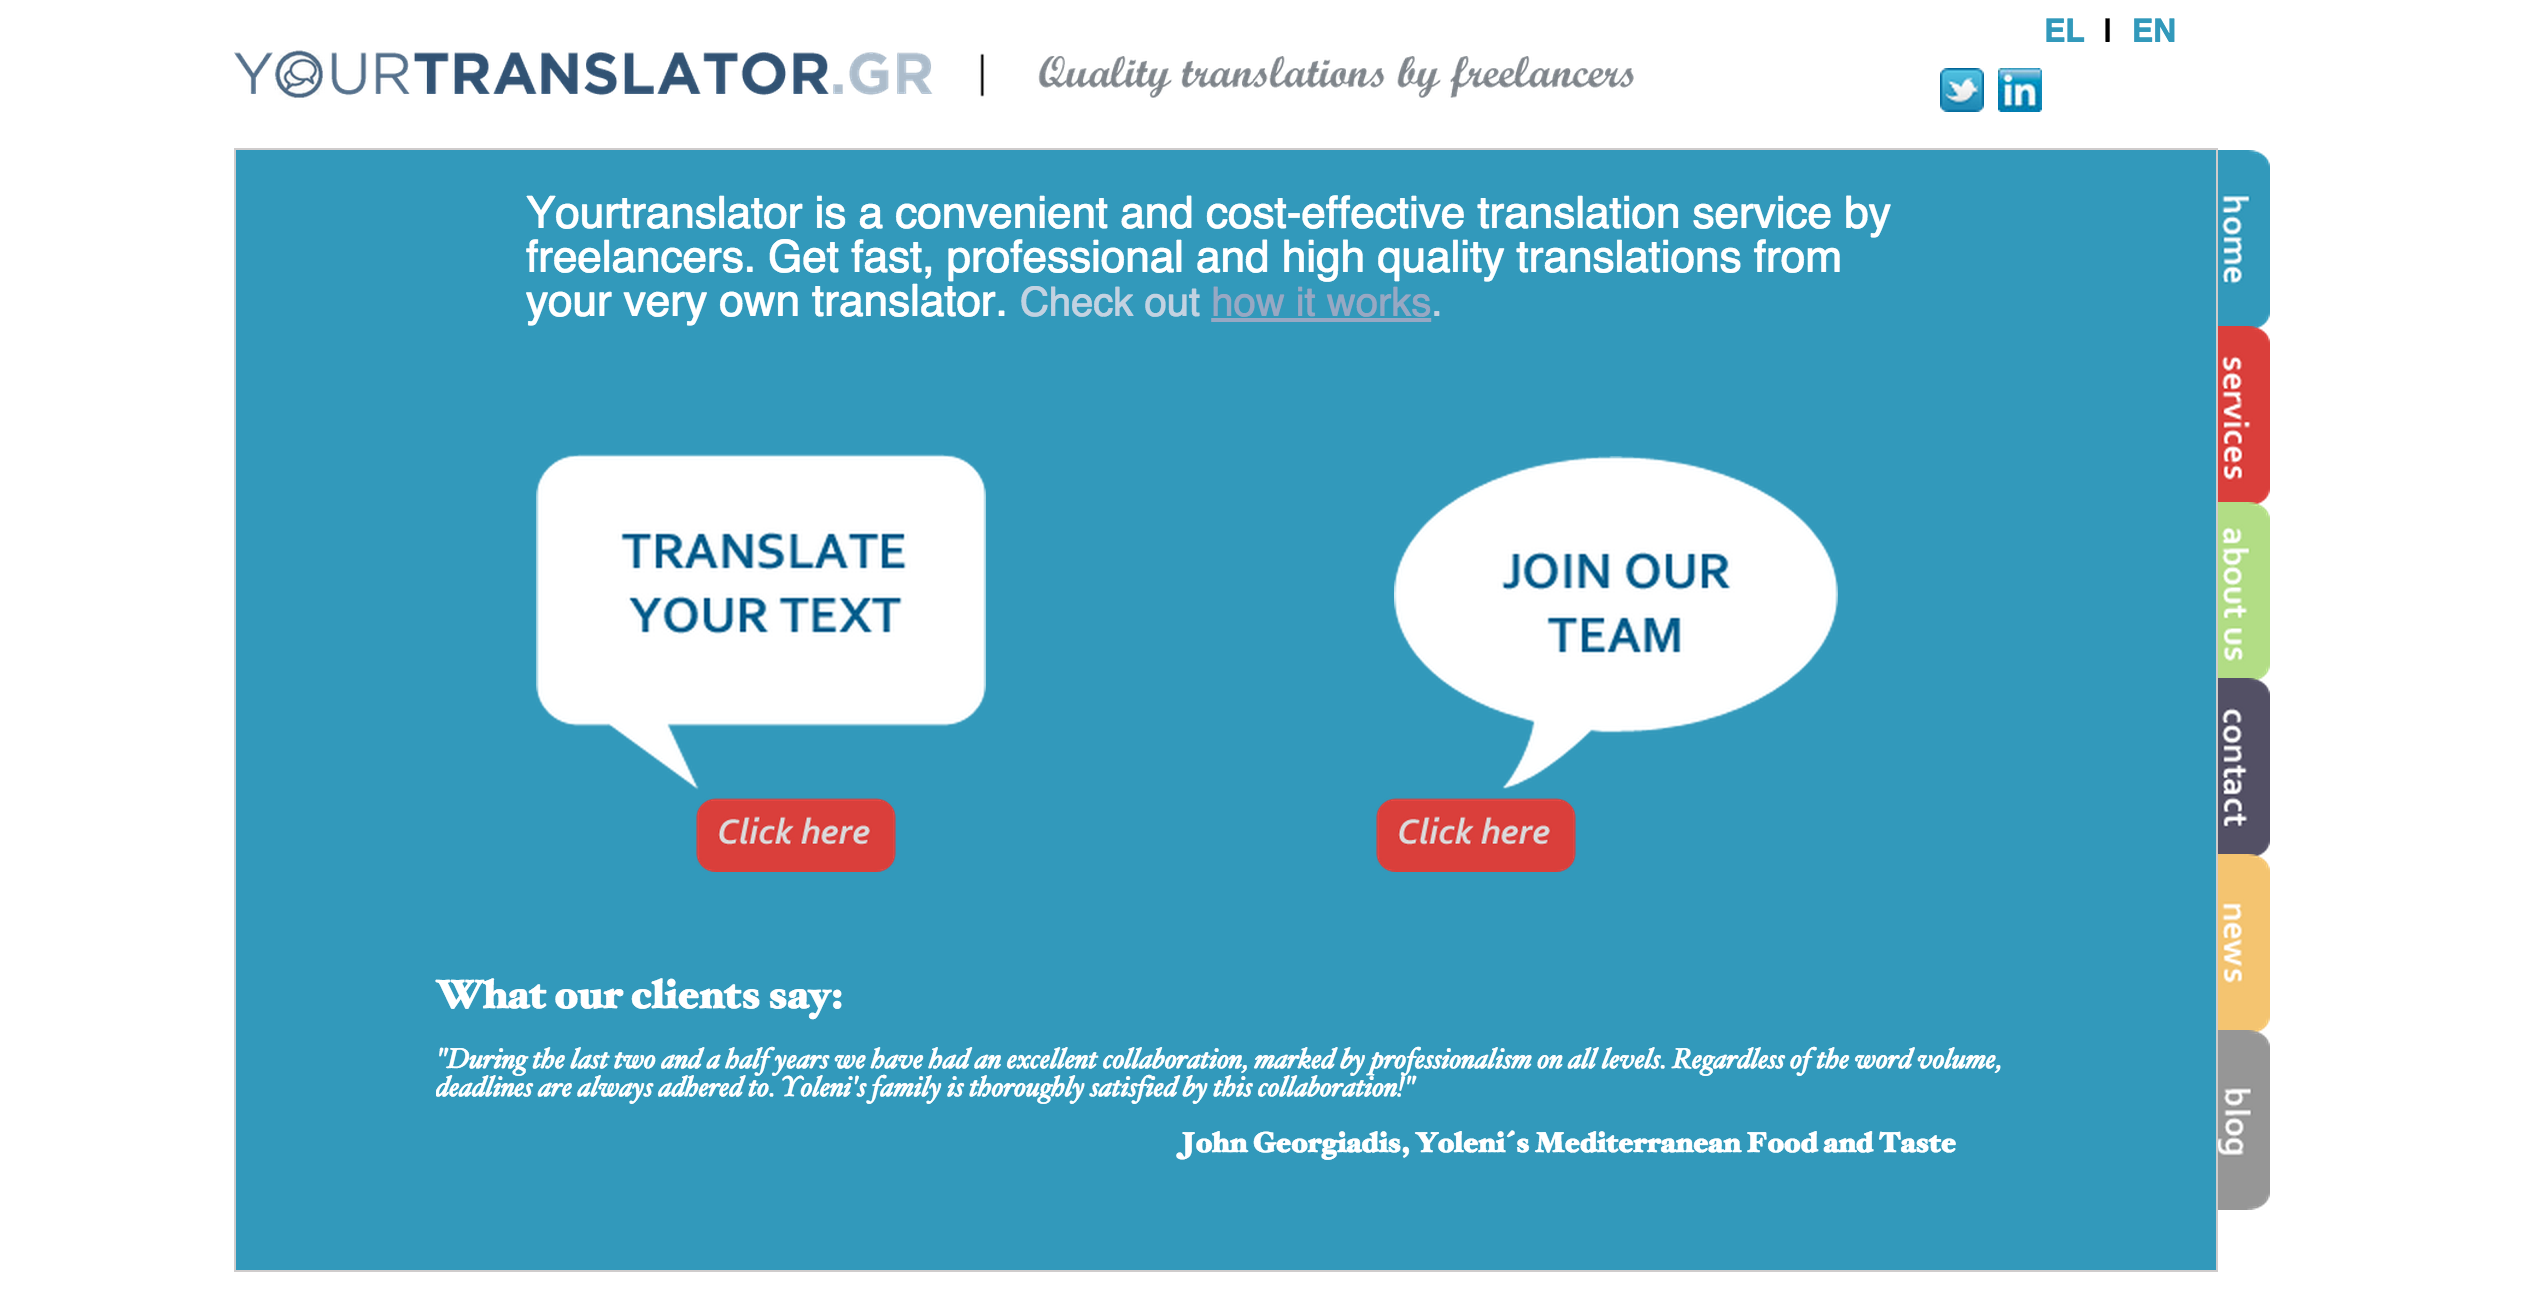 EL | EN
YOURTRANSLATOR.GR | Quality translations by freelancers
in
Yourtranslator is a convenient and cost-effective translation service by
freelancers. Get fast, professional and high quality translations from
your very own translator. Check out how it works.
TRANSLATE
YOUR TEXT
Click here
JOIN OUR
TEAM
Click here
What our clients say:
"During the last two and a half years we have had an excellent collaboration, marked by professionalism on all levels. Regardless of the word volume,
deadlines are always adhered to. Yoleni's family is thoroughly satisfied by this collaboration!"
John Georgiadis, Yoleni´s Mediterranean Food and Taste
home
services
about us
contact
news
blog